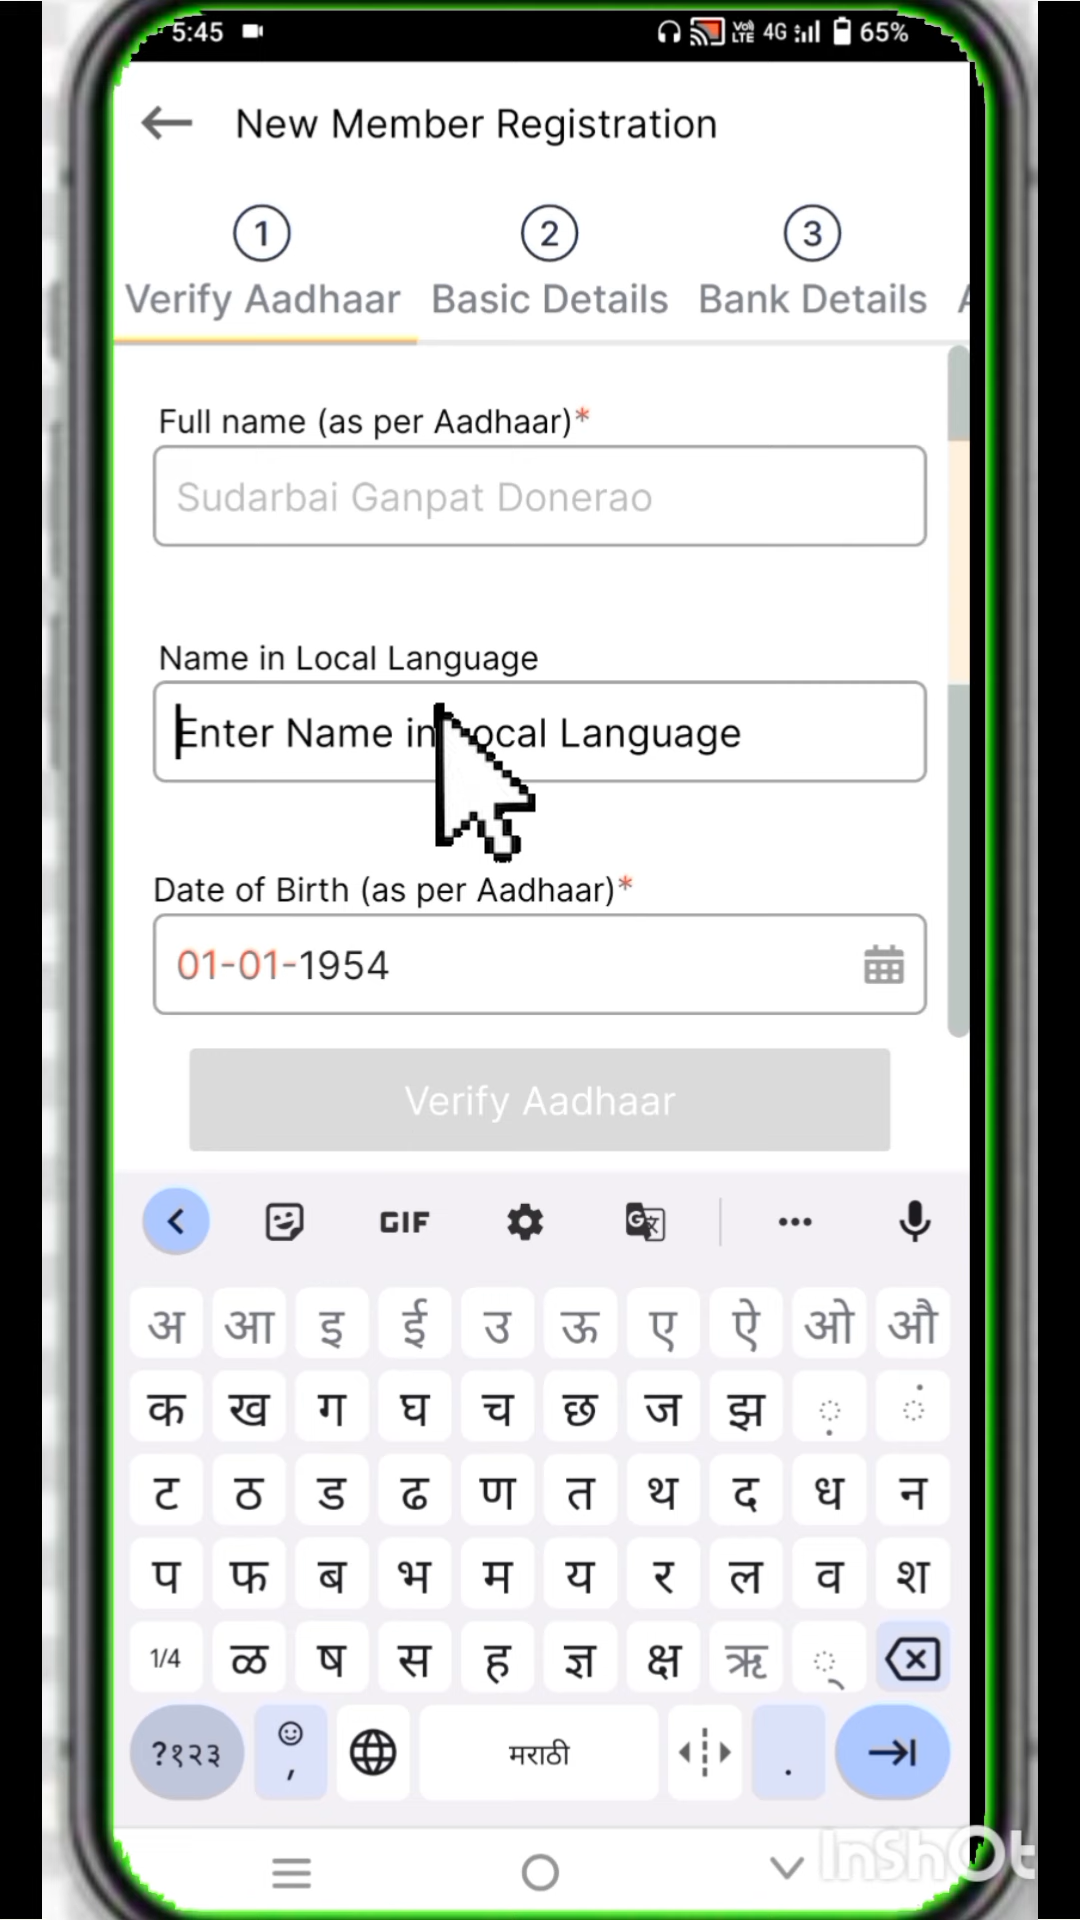 5:45 Vo) LTE 4G 65%
New Member Registration
1 2 3
Verify Aadhaar Basic Details Bank Details
Full name (as per Aadhaar)*
Sudarbai Ganpat Donerao
Name in Local Language
Enter Name in Local Language
Date of Birth (as per Aadhaar)*
01-01-1954
Verify Aadhaar
GIF
अ आ इ ई उ ऊ ए ऐ ओ औ
क ख ग घ च छ ज झ ़ ं
ट ठ ड ढ ण त थ द ध न
प फ ब भ म य र ल व श
1/4 ळ ष स ह ज्ञ क्ष ऋ ्
?१२३ , मराठी .
InShOt